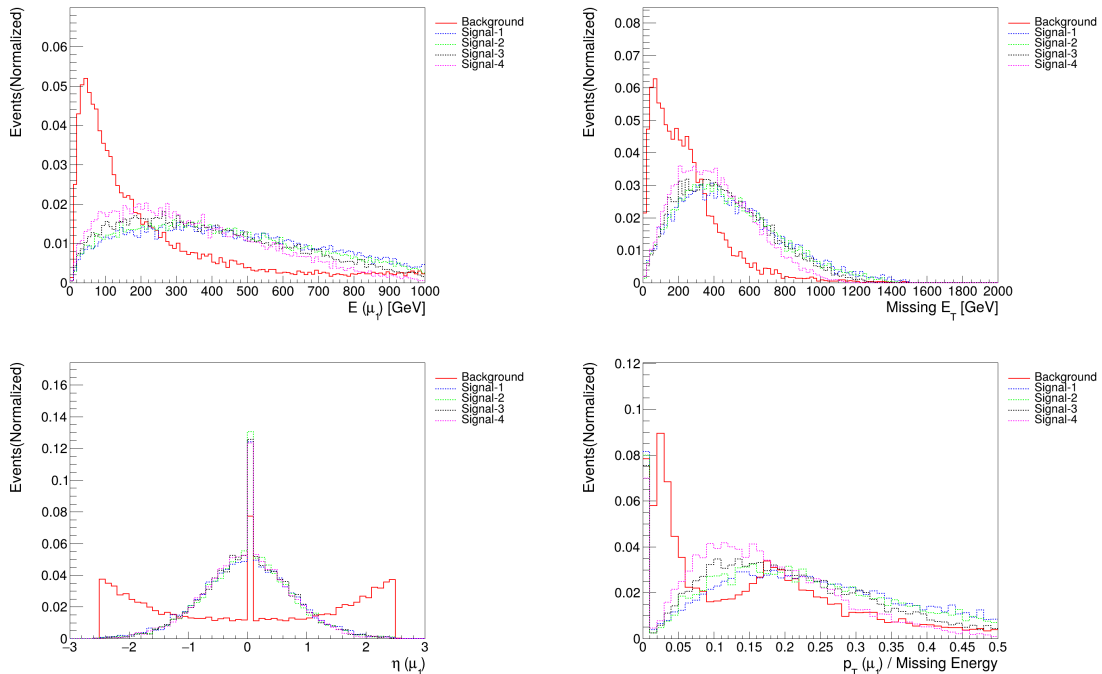 Events(Normalized)
0.06
0.05
0.04
0.03
0.02
0.01
0
0 100 200 300 400 500 600 700 800 900 1000
E (μ₁) [GeV]
Background
Signal-1
Signal-2
Signal-3
Signal-4
Events(Normalized)
0.08
0.07
0.06
0.05
0.04
0.03
0.02
0.01
0
0 200 400 600 800 1000 1200 1400 1600 1800 2000
Missing E_T [GeV]
Background
Signal-1
Signal-2
Signal-3
Signal-4
Events(Normalized)
0.16
0.14
0.12
0.1
0.08
0.06
0.04
0.02
0
−3 −2 −1 0 1 2 3
η (μ₁)
Background
Signal-1
Signal-2
Signal-3
Signal-4
Events(Normalized)
0.12
0.1
0.08
0.06
0.04
0.02
0
0 0.05 0.1 0.15 0.2 0.25 0.3 0.35 0.4 0.45 0.5
p_T (μ₁) / Missing Energy
Background
Signal-1
Signal-2
Signal-3
Signal-4